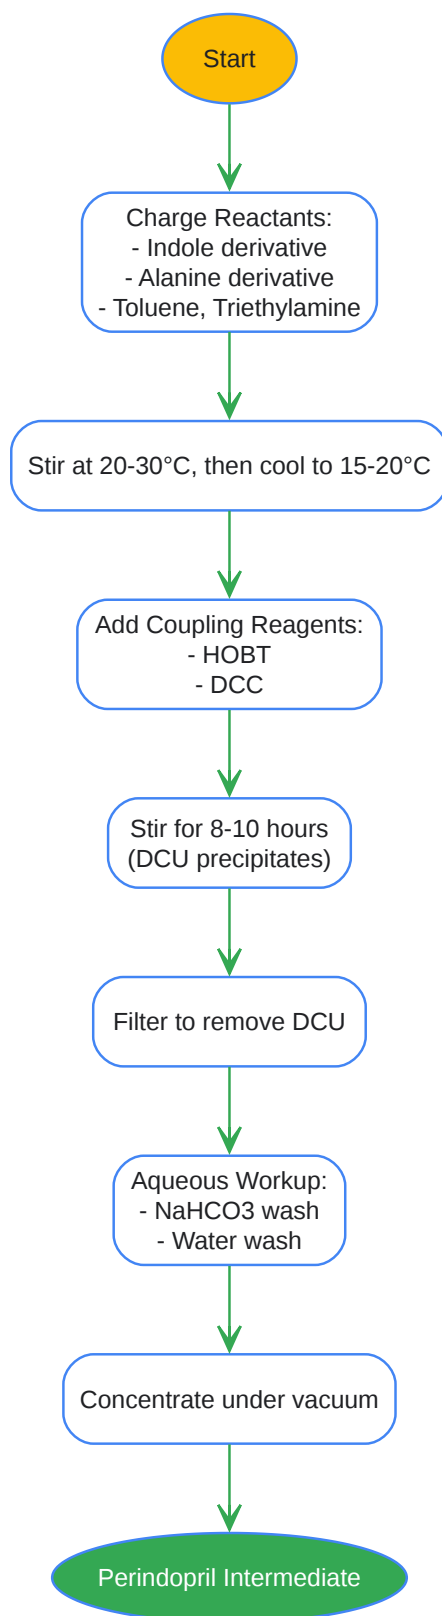 Start
Charge Reactants:
- Indole derivative
- Alanine derivative
- Toluene, Triethylamine
Stir at 20-30°C, then cool to 15-20°C
Add Coupling Reagents:
- HOBT
- DCC
Stir for 8-10 hours
(DCU precipitates)
Filter to remove DCU
Aqueous Workup:
- NaHCO3 wash
- Water wash
Concentrate under vacuum
Perindopril Intermediate